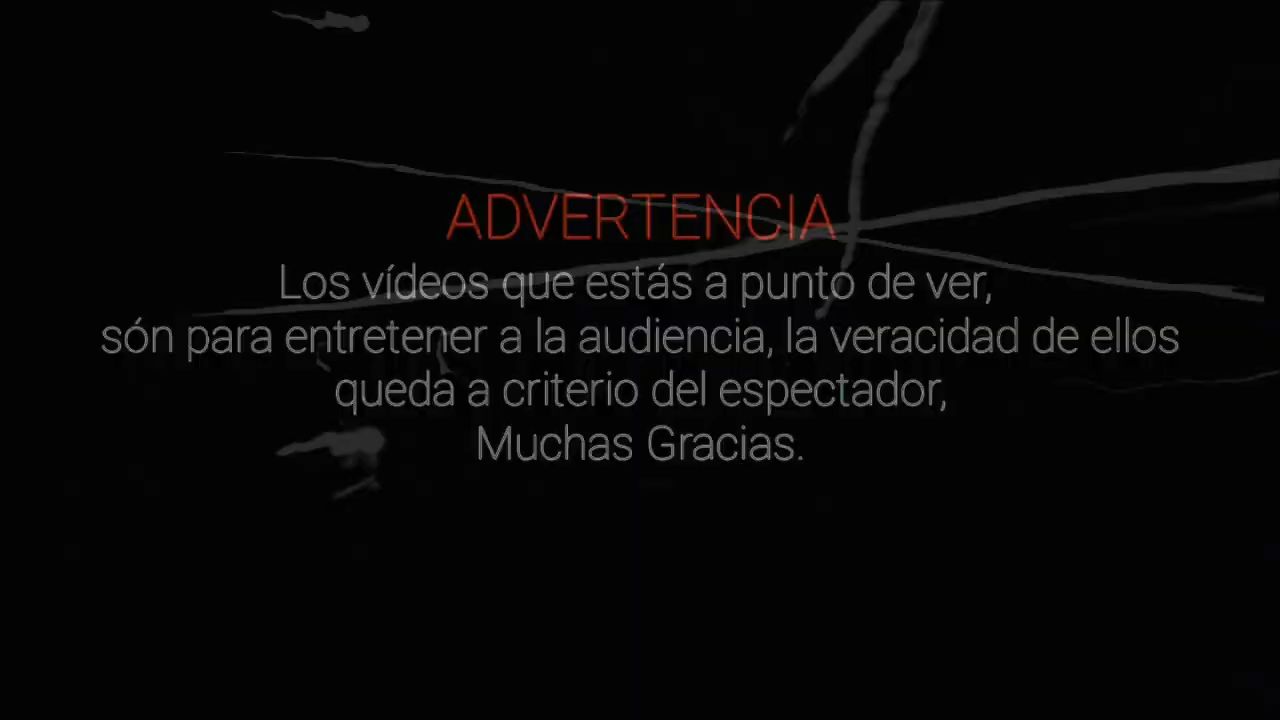 ADVERTENCIA
Los vídeos que estás a punto de ver,
són para entretener a la audiencia, la veracidad de ellos
queda a criterio del espectador,
Muchas Gracias.